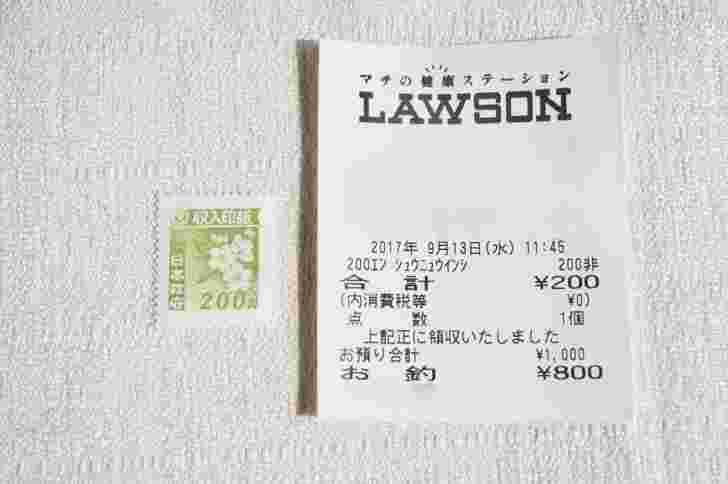 収入印紙
日本政府
200円
マチの健康ステーション
LAWSON
2017年 9月13日(水) 11:45
200エン シュウニュウインシ 200非
合 計 ¥200
(内消費税等 ¥0)
点 数 1個
上記正に領収いたしました
お預り合計 ¥1,000
お 釣 ¥800